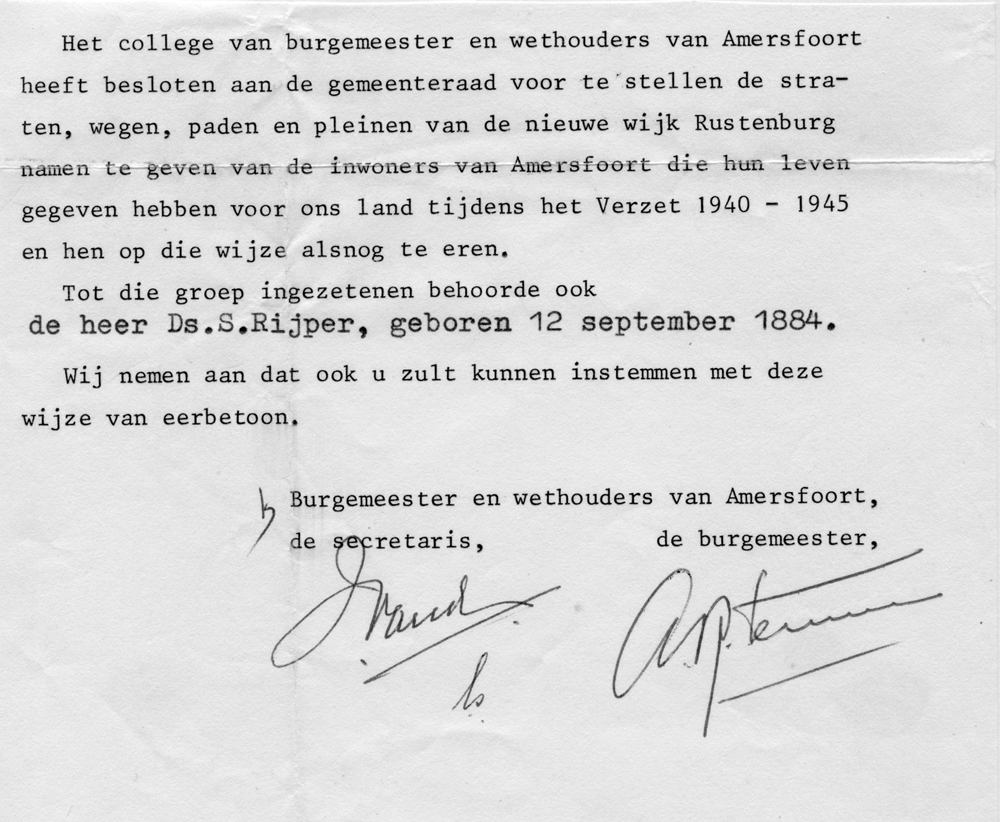 Het college van burgemeester en wethouders van Amersfoort
heeft besloten aan de gemeenteraad voor te stellen de stra-
ten, wegen, paden en pleinen van de nieuwe wijk Rustenburg
namen te geven van de inwoners van Amersfoort die hun leven
gegeven hebben voor ons land tijdens het Verzet 1940 - 1945
en hen op die wijze alsnog te eren.
Tot die groep ingezetenen behoorde ook
de heer Ds.S.Rijper, geboren 12 september 1884.
Wij nemen aan dat ook u zult kunnen instemmen met deze
wijze van eerbetoon.
Burgemeester en wethouders van Amersfoort,
de secretaris, de burgemeester,